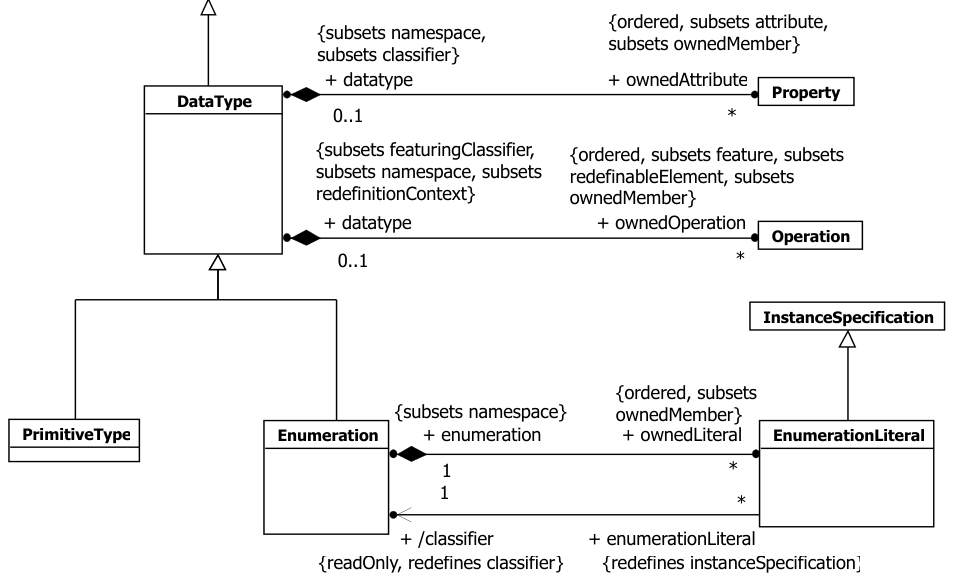 {subsets namespace,
subsets classifier}
{ordered, subsets attribute,
subsets ownedMember}
+ datatype
+ ownedAttribute
DataType
Property
0..1
*
{subsets featuringClassifier,
subsets namespace, subsets
redefinitionContext}
{ordered, subsets feature, subsets
redefinableElement, subsets
ownedMember}
+ datatype
+ ownedOperation
Operation
0..1
*
InstanceSpecification
PrimitiveType
{subsets namespace}
{ordered, subsets
ownedMember}
+ enumeration
+ ownedLiteral
Enumeration
EnumerationLiteral
1
*
1
*
+ /classifier
+ enumerationLiteral
{readOnly, redefines classifier}
{redefines instanceSpecification}